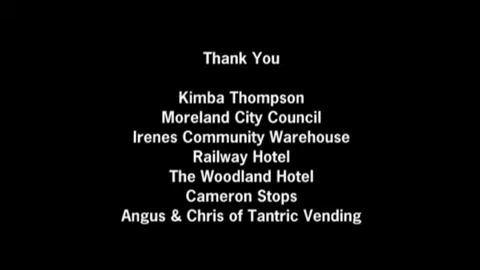 Thank You
Kimba Thompson
Moreland City Council
Irenes Community Warehouse
Railway Hotel
The Woodland Hotel
Cameron Stops
Angus & Chris of Tantric Vending